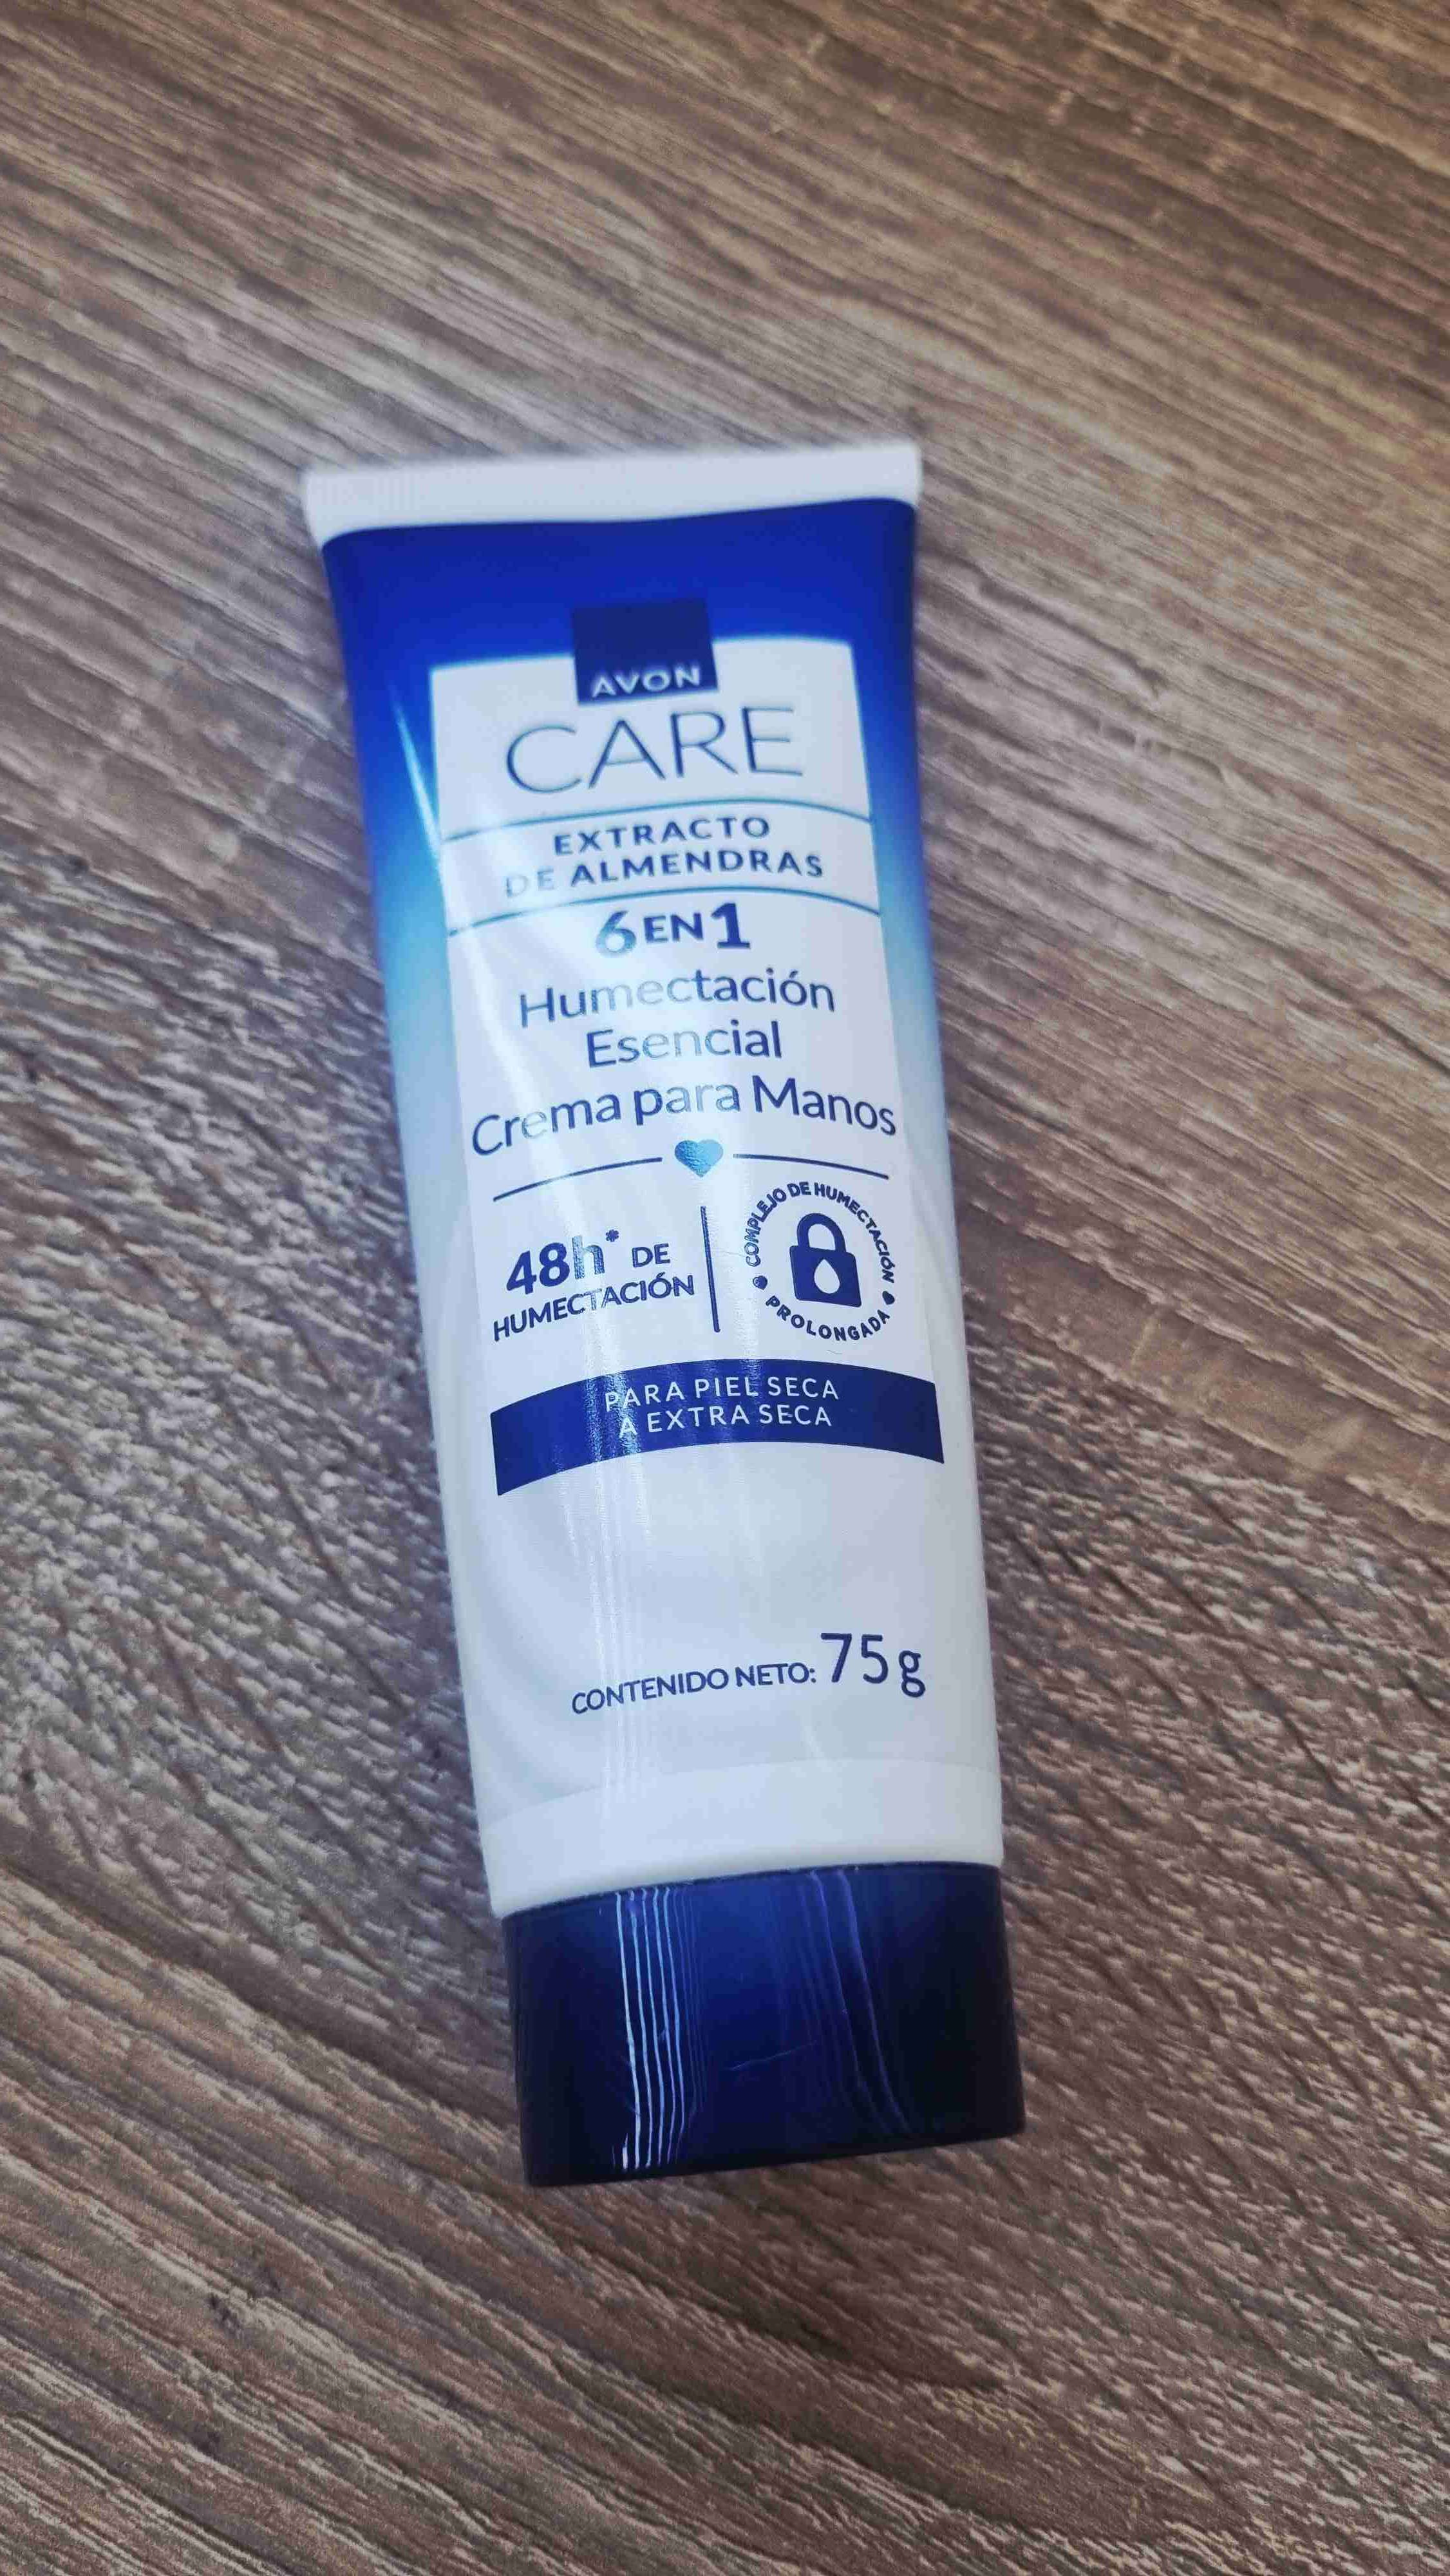 AVON
CARE
EXTRACTO
DE ALMENDRAS
6 EN 1
Humectación
Esencial
Crema para Manos
48h* DE
HUMECTACIÓN
COMPLEJO DE HUMECTACIÓN
PROLONGADA
PARA PIEL SECA
A EXTRA SECA
CONTENIDO NETO: 75g